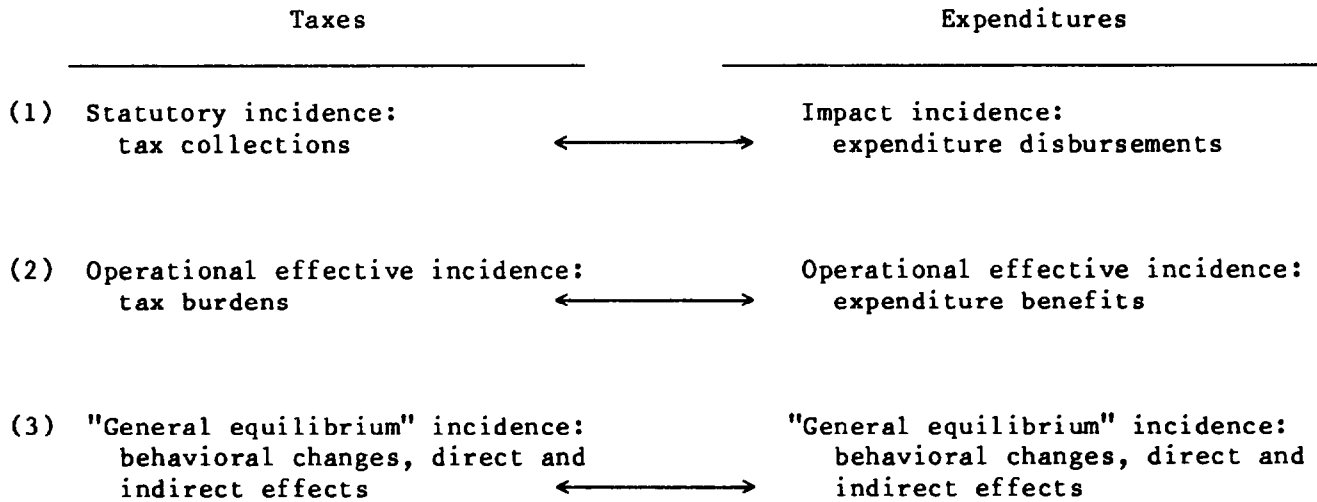 Taxes Expenditures
(1) Statutory incidence: Impact incidence:
tax collections ⟷ expenditure disbursements
(2) Operational effective incidence: Operational effective incidence:
tax burdens ⟷ expenditure benefits
(3) "General equilibrium" incidence: "General equilibrium" incidence:
behavioral changes, direct and behavioral changes, direct and
indirect effects ⟷ indirect effects